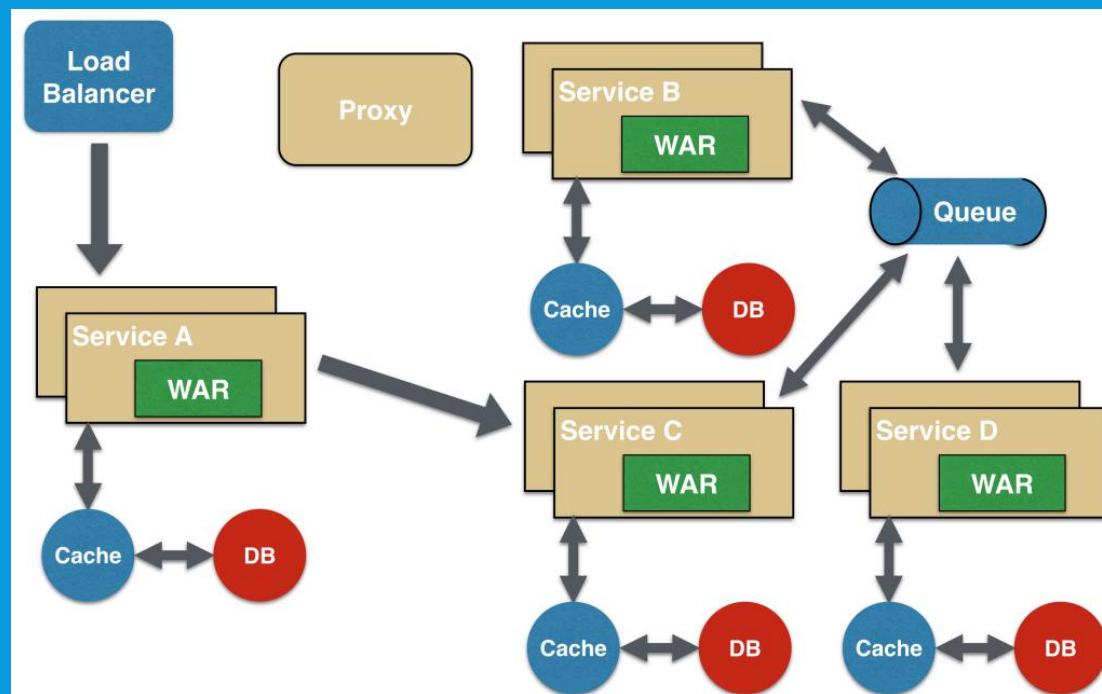 Load
Balancer
Proxy
Service B
WAR
Queue
Cache
DB
Service A
WAR
Cache
DB
Service C
WAR
Cache
DB
Service D
WAR
Cache
DB